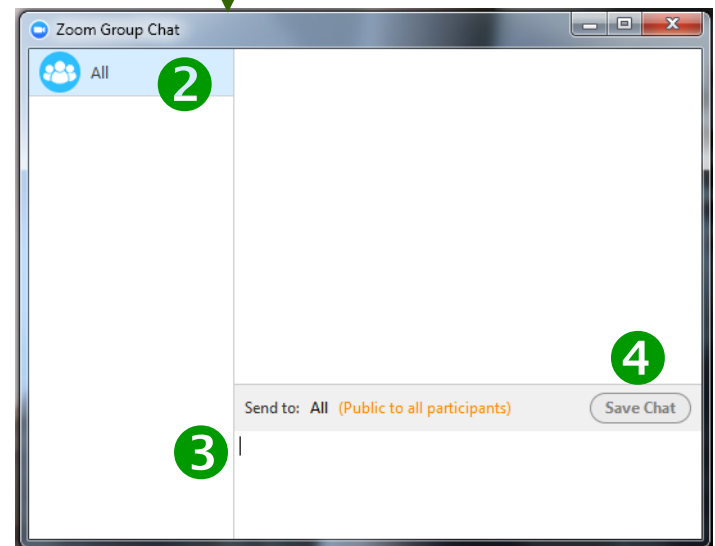 Zoom Group Chat
All
2
4
Send to: All (Public to all participants)
Save Chat
3